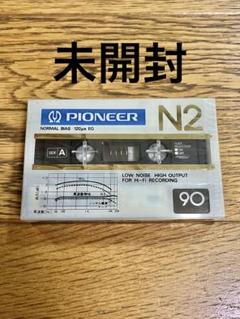 未開封
PIONEER
N2
NORMAL BIAS 120μs EQ
SIDE A
LOW NOISE · HIGH OUTPUT
FOR Hi-Fi RECORDING
90